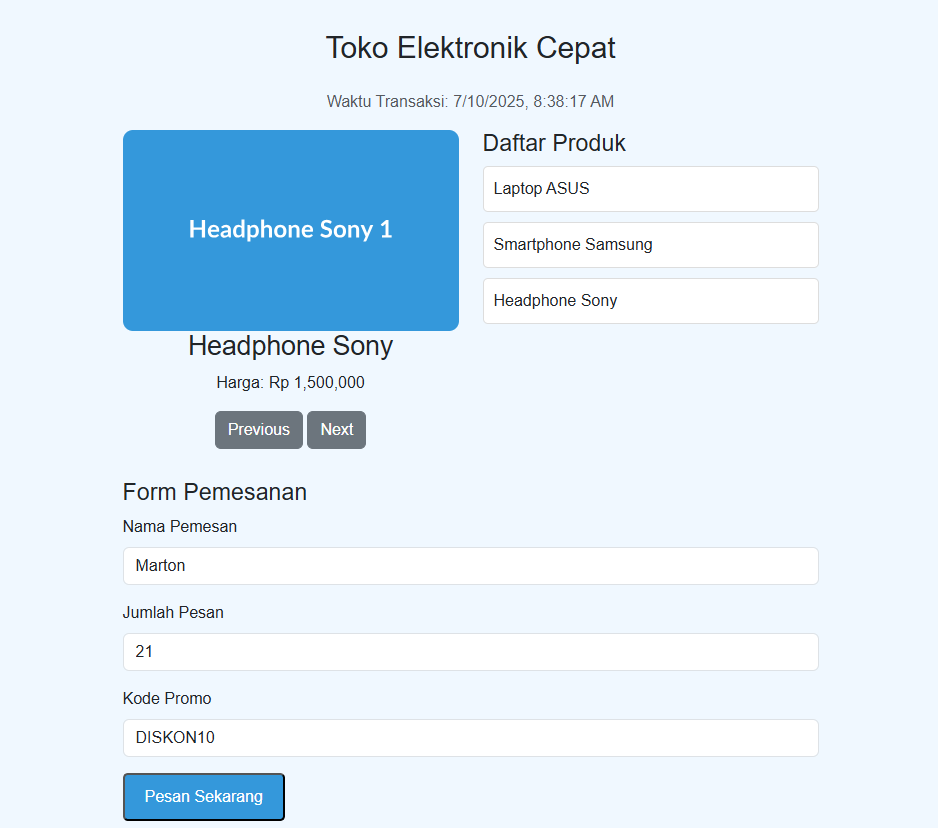 Toko Elektronik Cepat
Waktu Transaksi: 7/10/2025, 8:38:17 AM
Headphone Sony 1
Headphone Sony
Harga: Rp 1,500,000
Previous
Next
Daftar Produk
Laptop ASUS
Smartphone Samsung
Headphone Sony
Form Pemesanan
Nama Pemesan
Marton
Jumlah Pesan
21
Kode Promo
DISKON10
Pesan Sekarang